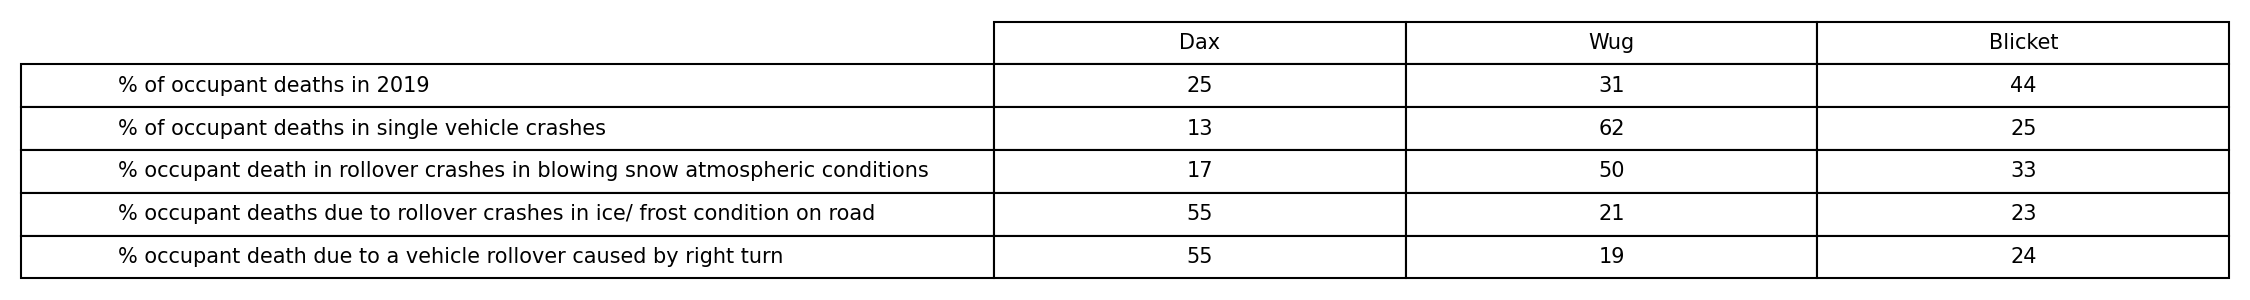 Dax Wug Blicket
% of occupant deaths in 2019 25 31 44
% of occupant deaths in single vehicle crashes 13 62 25
% occupant death in rollover crashes in blowing snow atmospheric conditions 17 50 33
% occupant deaths due to rollover crashes in ice/ frost condition on road 55 21 23
% occupant death due to a vehicle rollover caused by right turn 55 19 24